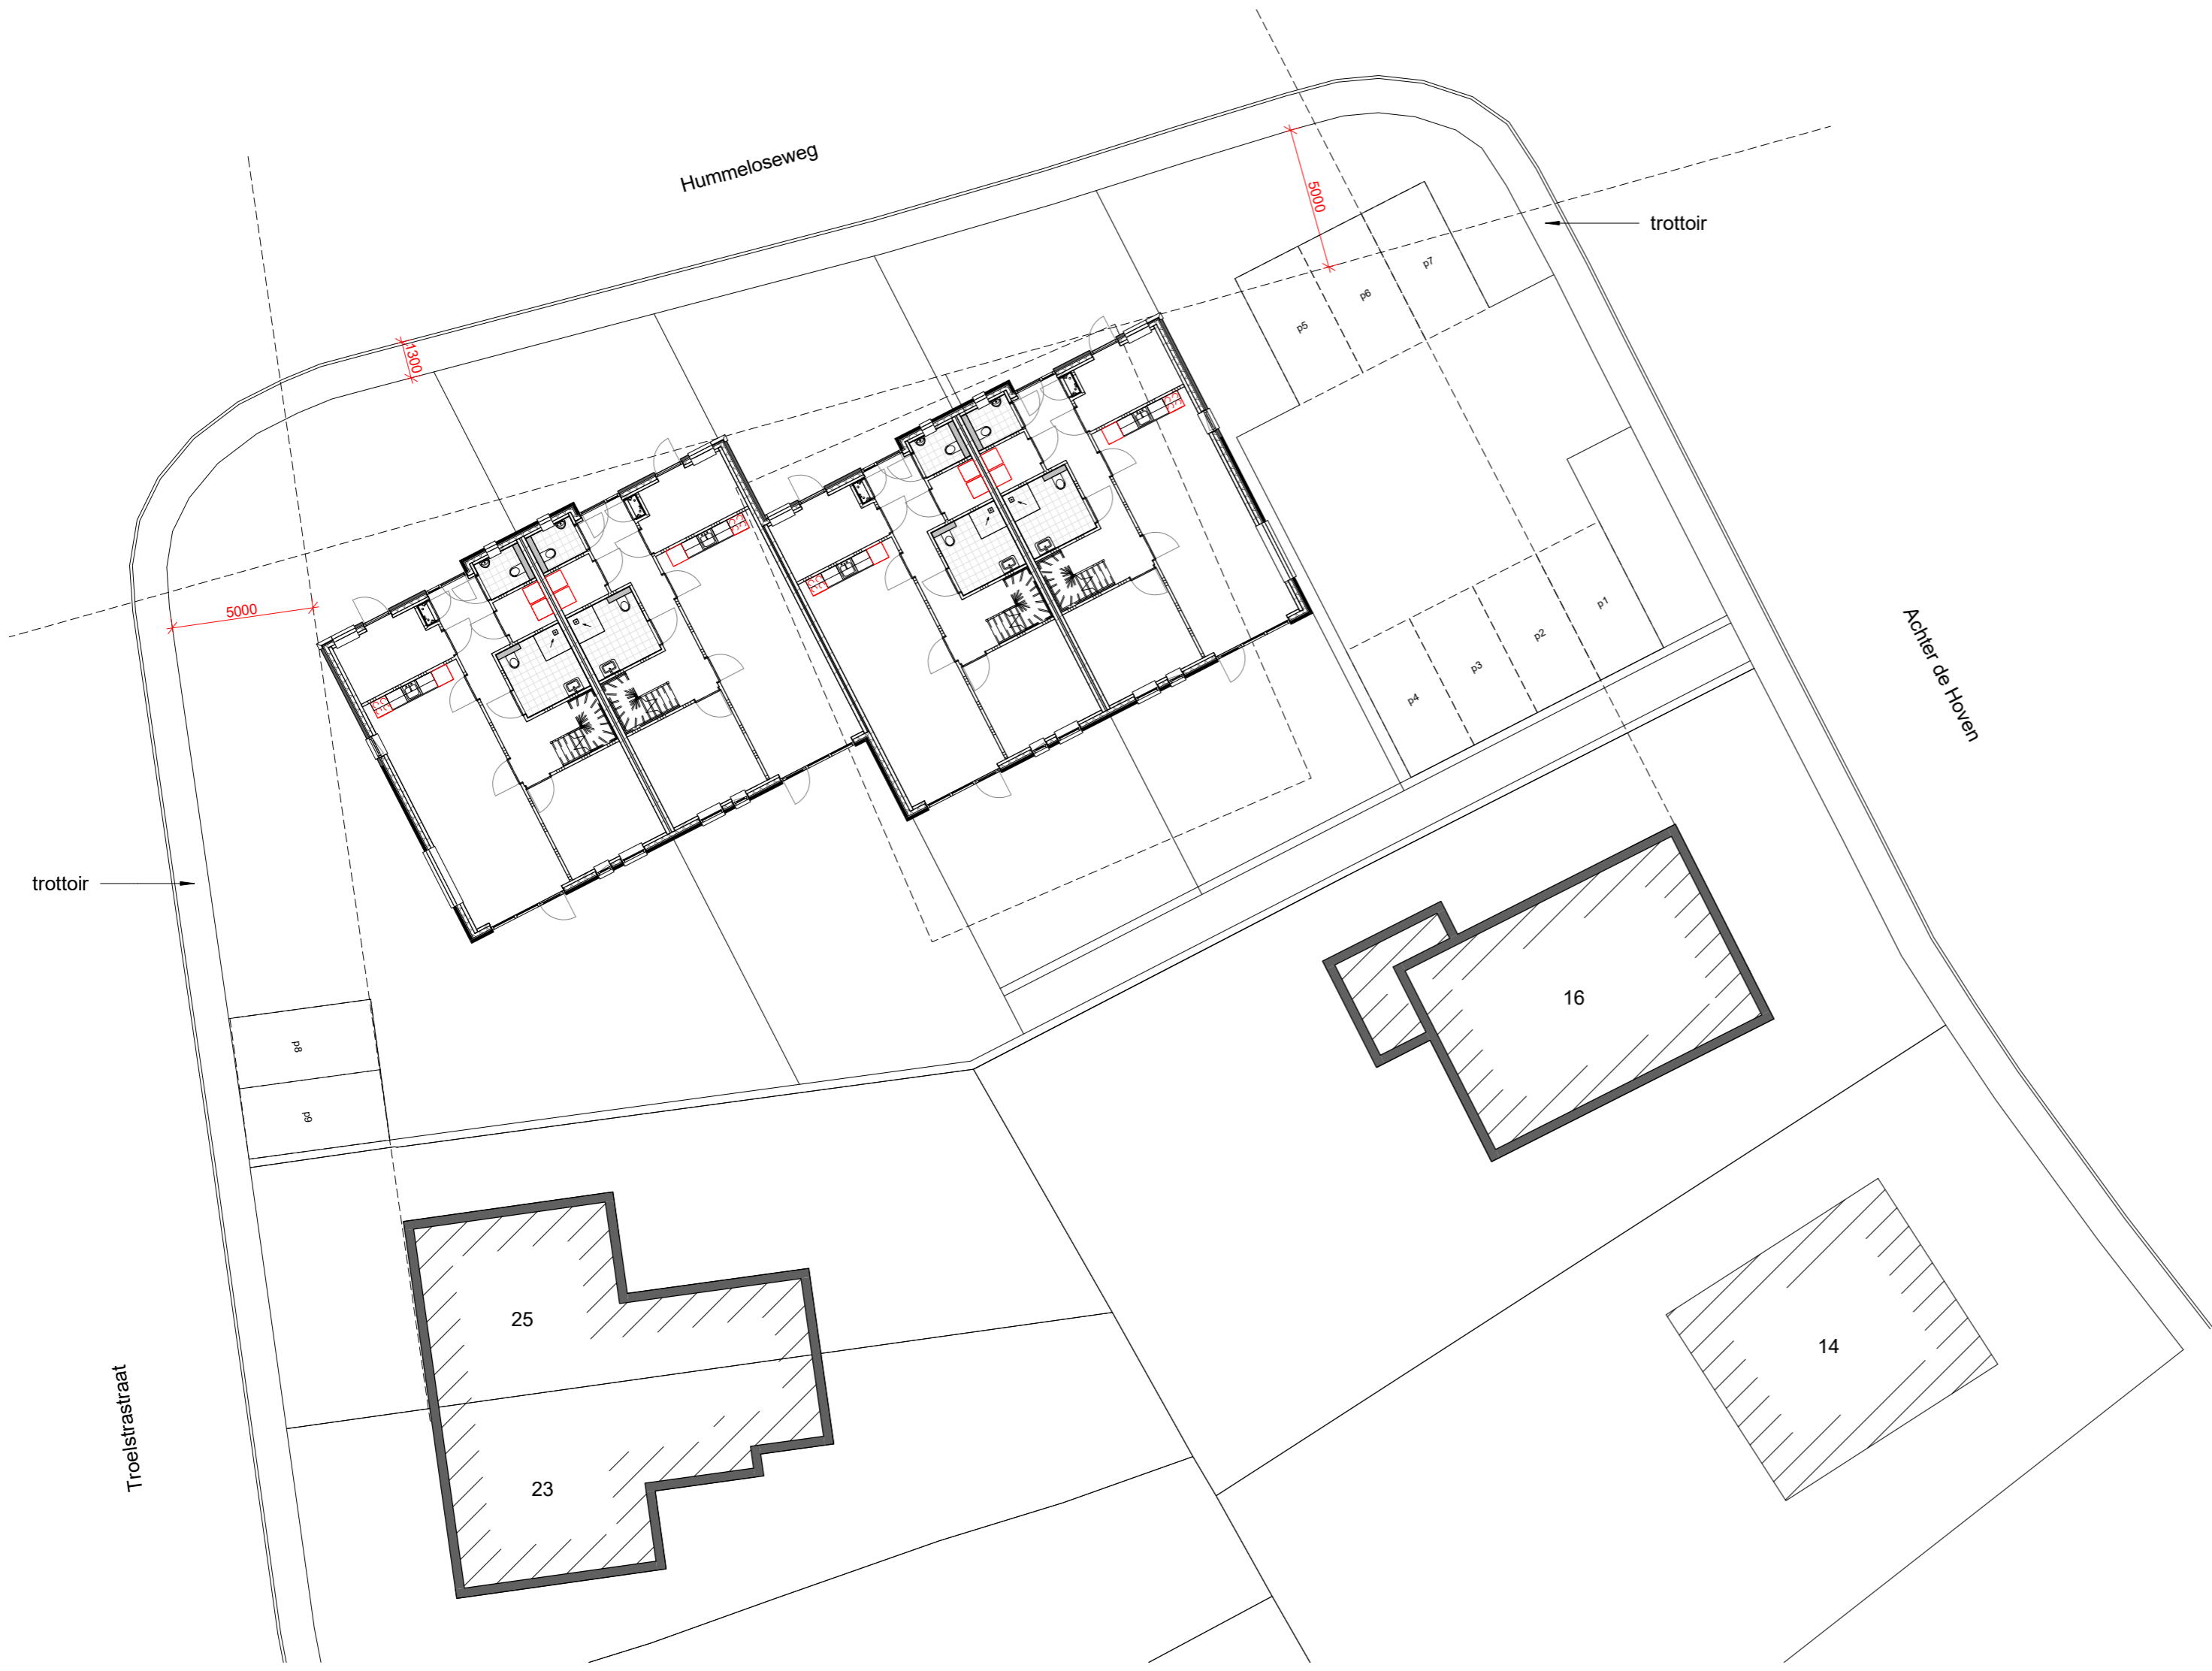 Hummeloseweg
5000
trottoir
p7
p6
p5
1300
5000
p1
p2
p3
p4
Achter de Hoven
trottoir
16
p8
p9
25
14
23
Troelstrastraat